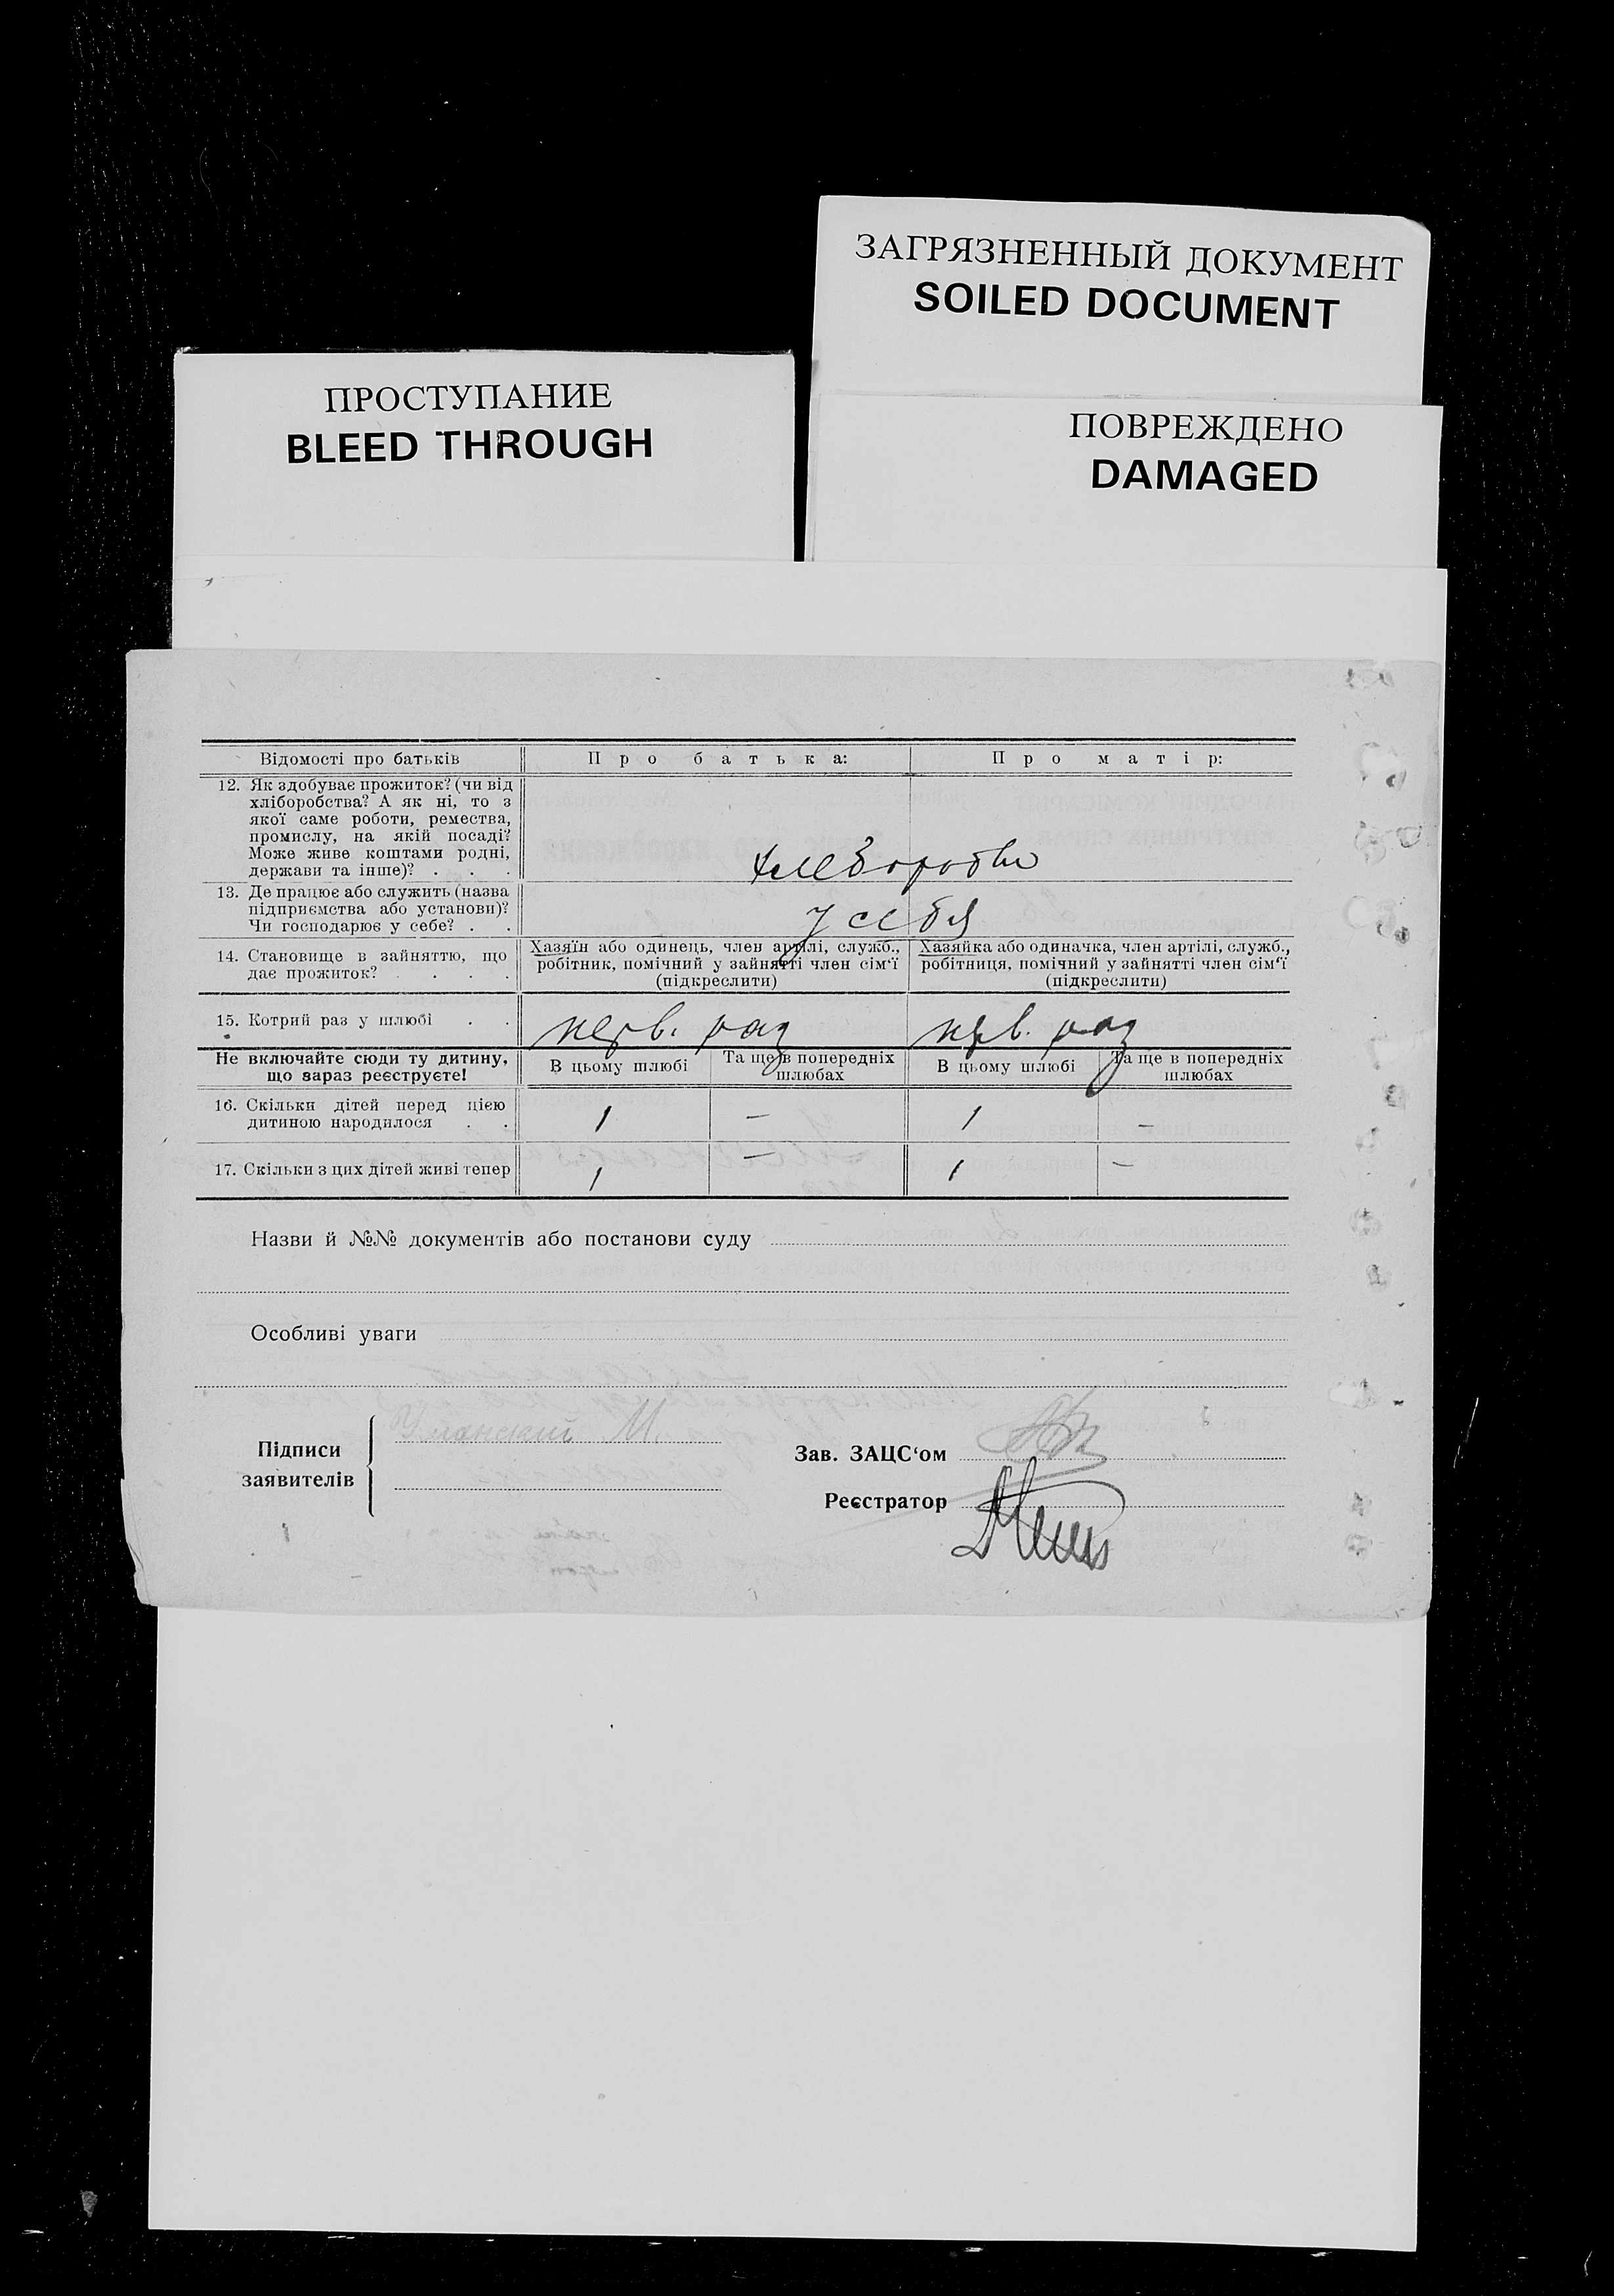 ЗАГРЯЗНЕННЫЙ ДОКУМЕНТ
SOILED DOCUMENT
ПРОСТУПАНИЕ
BLEED THROUGH
ПОВРЕЖДЕНО
DAMAGED
Відомості про батьків Про батька: Про матір:
12. Як здобуває прожиток? (чи від
хліборобства? А як ні, то з
якої саме роботи, ремества,
промислу, на якій посаді?
Може живе коштами родні,
держави та інше)? . . .
хлеборобтво
13. Де працює або служить (назва
підприємства або установи)?
Чи господарює у себе? . .
у себя
14. Становище в зайняттю, що
дає прожиток? . . . .
Хазяїн або одинець, член артілі, служб.,
робітник, помічний у зайнятті член сім'ї
(підкреслити)
Хазяйка або одиначка, член артілі, служб.,
робітниця, помічний у зайнятті член сім'ї
(підкреслити)
15. Котрий раз у шлюбі . . перв. раз перв. раз
Не включайте сюди ту дитину,
що зараз реєструєте!
В цьому шлюбі
Та ще в попередніх
шлюбах
В цьому шлюбі
Та ще в попередніх
шлюбах
16. Скільки дітей перед цією
дитиною народилося . . 1 — 1 —
17. Скільки з цих дітей живі тепер 1 — 1 —
Назви й №№ документів або постанови суду
Особливі уваги
Підписи
заявителів
Уманский М.
Зав. ЗАЦС‘ом
Реєстратор